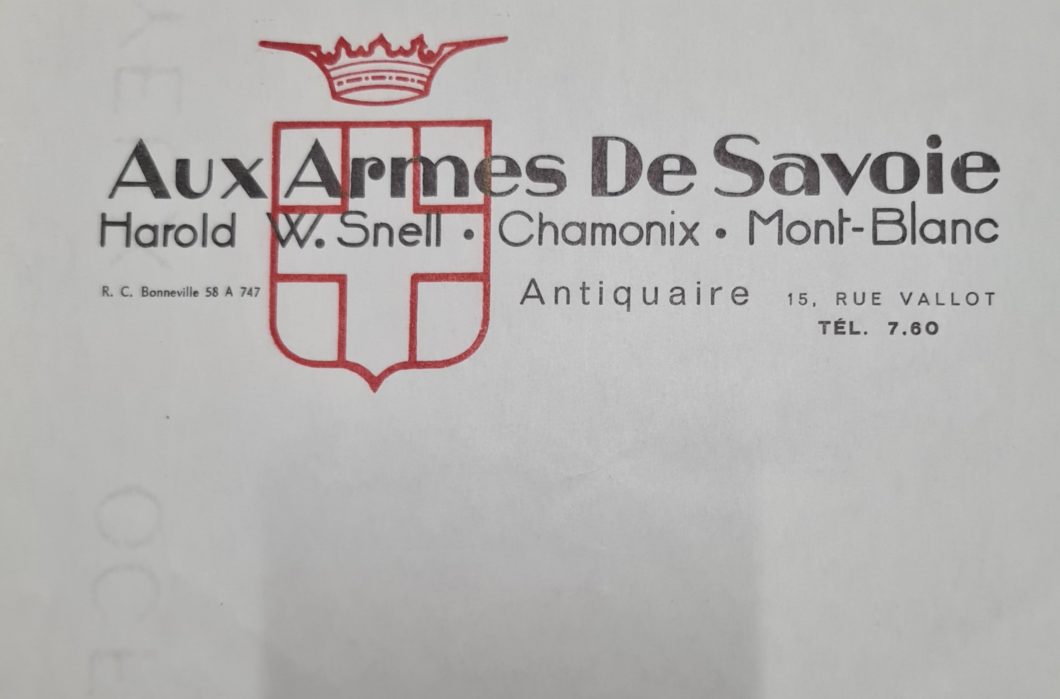 Aux Armes De Savoie
Harold W. Snell • Chamonix • Mont-Blanc
R. C. Bonneville 58 A 747
Antiquaire 15, RUE VALLOT
TÉL. 7.60